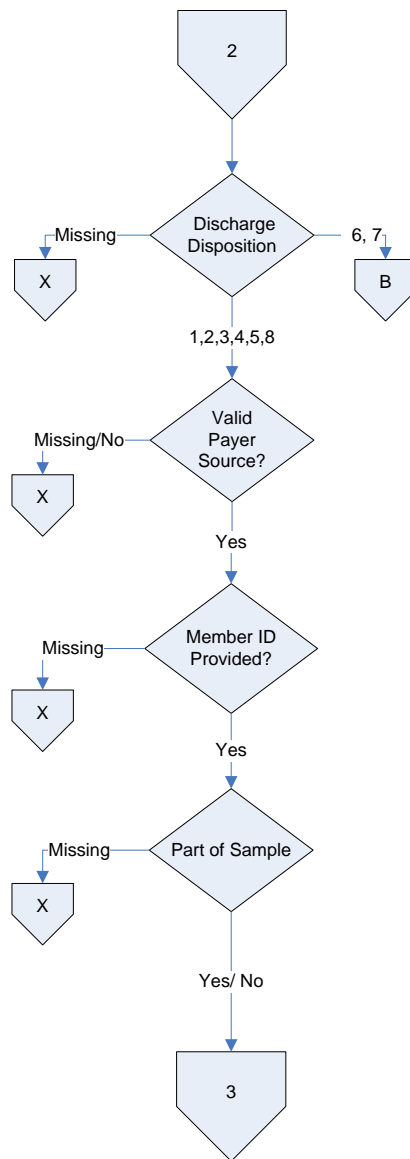 2
Discharge
Disposition
Missing
6, 7
X
B
1,2,3,4,5,8
Valid
Payer
Source?
Missing/No
X
Yes
Member ID
Provided?
Missing
X
Yes
Part of Sample
Missing
X
Yes/ No
3